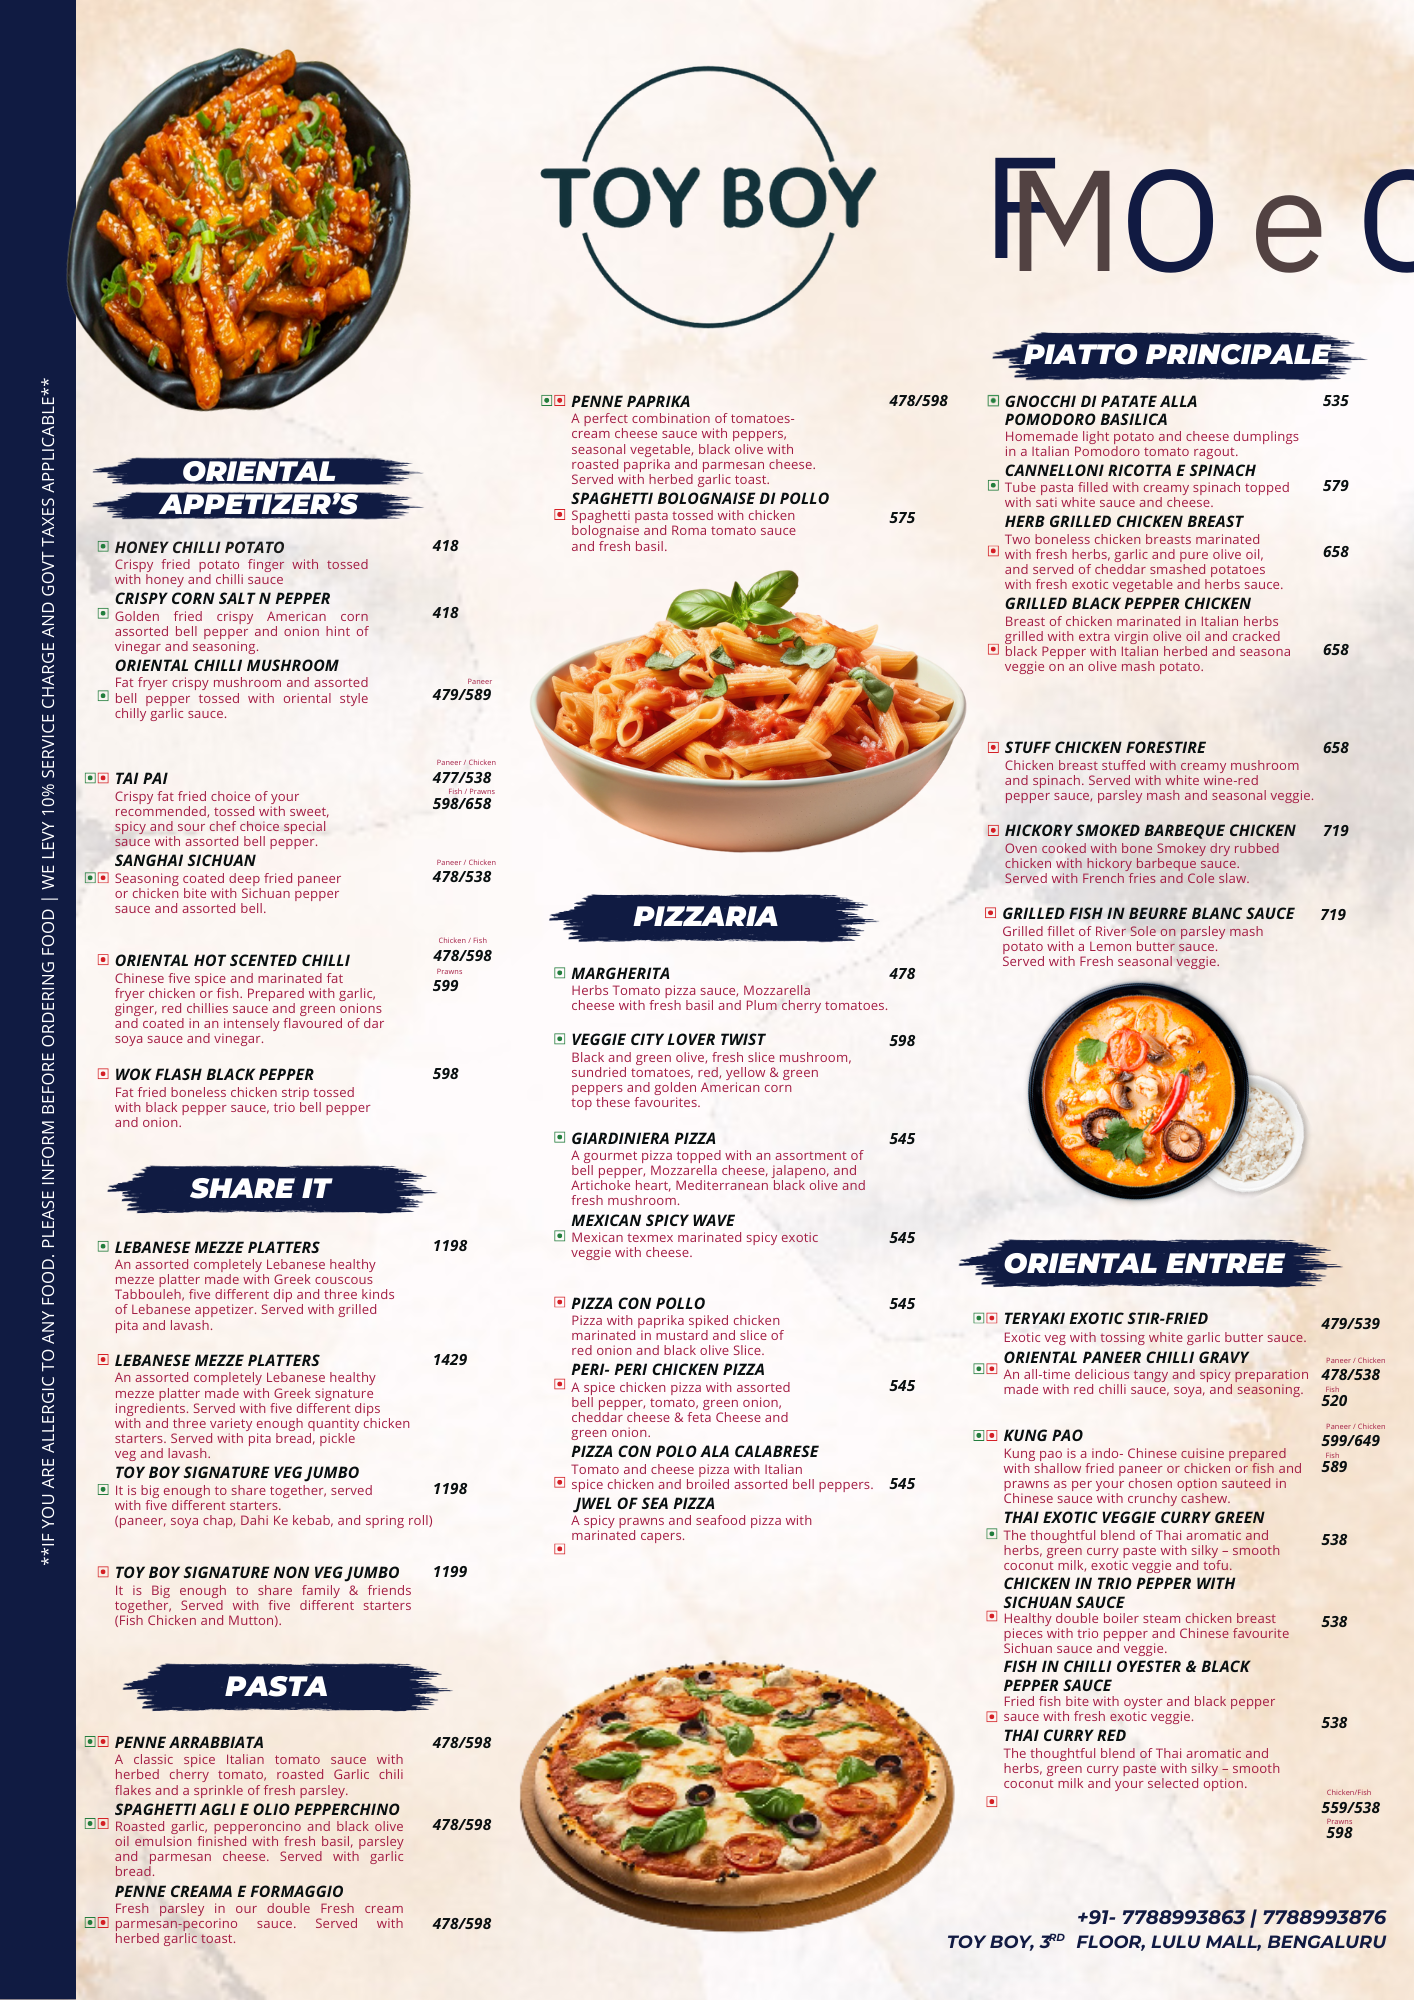 **IF YOU ARE ALLERGIC TO ANY FOOD. PLEASE INFORM BEFORE ORDERING FOOD | WE LEVY 10% SERVICE CHARGE AND GOVT TAXES APPLICABLE**
ORIENTAL
APPETIZER'S
HONEY CHILLI POTATO 418
Crispy fried potato finger with tossed
with honey and chilli sauce
CRISPY CORN SALT N PEPPER
Golden fried crispy American corn 418
assorted bell pepper and onion hint of
vinegar and seasoning.
ORIENTAL CHILLI MUSHROOM
Fat fryer crispy mushroom and assorted Paneer
bell pepper tossed with oriental style 479/589
chilly garlic sauce.
Paneer / Chicken
TAI PAI 477/538
Fish / Prawns
Crispy fat fried choice of your 598/658
recommended, tossed with sweet,
spicy and sour chef choice special
sauce with assorted bell pepper.
SANGHAI SICHUAN Paneer / Chicken
Seasoning coated deep fried paneer 478/538
or chicken bite with Sichuan pepper
sauce and assorted bell.
Chicken / Fish
ORIENTAL HOT SCENTED CHILLI 478/598
Prawns
Chinese five spice and marinated fat 599
fryer chicken or fish. Prepared with garlic,
ginger, red chillies sauce and green onions
and coated in an intensely flavoured of dar
soya sauce and vinegar.
WOK FLASH BLACK PEPPER 598
Fat fried boneless chicken strip tossed
with black pepper sauce, trio bell pepper
and onion.
SHARE IT
LEBANESE MEZZE PLATTERS 1198
An assorted completely Lebanese healthy
mezze platter made with Greek couscous
Tabbouleh, five different dip and three kinds
of Lebanese appetizer. Served with grilled
pita and lavash.
LEBANESE MEZZE PLATTERS 1429
An assorted completely Lebanese healthy
mezze platter made with Greek signature
ingredients. Served with five different dips
with and three variety enough quantity chicken
starters. Served with pita bread, pickle
veg and lavash.
TOY BOY SIGNATURE VEG JUMBO
It is big enough to share together, served 1198
with five different starters.
(paneer, soya chap, Dahi Ke kebab, and spring roll)
TOY BOY SIGNATURE NON VEG JUMBO 1199
It is Big enough to share family & friends
together, Served with five different starters
(Fish Chicken and Mutton).
PASTA
PENNE ARRABBIATA 478/598
A classic spice Italian tomato sauce with
herbed cherry tomato, roasted Garlic chili
flakes and a sprinkle of fresh parsley.
SPAGHETTI AGLI E OLIO PEPPERCHINO
Roasted garlic, pepperoncino and black olive 478/598
oil emulsion finished with fresh basil, parsley
and parmesan cheese. Served with garlic
bread.
PENNE CREAMA E FORMAGGIO
Fresh parsley in our double Fresh cream
parmesan-pecorino sauce. Served with 478/598
herbed garlic toast.
TOY BOY
PENNE PAPRIKA 478/598
A perfect combination of tomatoes-
cream cheese sauce with peppers,
seasonal vegetable, black olive with
roasted paprika and parmesan cheese.
Served with herbed garlic toast.
SPAGHETTI BOLOGNAISE DI POLLO
Spaghetti pasta tossed with chicken 575
bolognaise and Roma tomato sauce
and fresh basil.
PIZZARIA
MARGHERITA 478
Herbs Tomato pizza sauce, Mozzarella
cheese with fresh basil and Plum cherry tomatoes.
VEGGIE CITY LOVER TWIST 598
Black and green olive, fresh slice mushroom,
sundried tomatoes, red, yellow & green
peppers and golden American corn
top these favourites.
GIARDINIERA PIZZA 545
A gourmet pizza topped with an assortment of
bell pepper, Mozzarella cheese, jalapeno, and
Artichoke heart, Mediterranean black olive and
fresh mushroom.
MEXICAN SPICY WAVE
Mexican texmex marinated spicy exotic 545
veggie with cheese.
PIZZA CON POLLO 545
Pizza with paprika spiked chicken
marinated in mustard and slice of
red onion and black olive Slice.
PERI- PERI CHICKEN PIZZA
A spice chicken pizza with assorted 545
bell pepper, tomato, green onion,
cheddar cheese & feta Cheese and
green onion.
PIZZA CON POLO ALA CALABRESE
Tomato and cheese pizza with Italian
spice chicken and broiled assorted bell peppers. 545
JWEL OF SEA PIZZA
A spicy prawns and seafood pizza with
marinated capers.
FMO e O
PIATTO PRINCIPALE
GNOCCHI DI PATATE ALLA 535
POMODORO BASILICA
Homemade light potato and cheese dumplings
in a Italian Pomodoro tomato ragout.
CANNELLONI RICOTTA E SPINACH
Tube pasta filled with creamy spinach topped 579
with sati white sauce and cheese.
HERB GRILLED CHICKEN BREAST
Two boneless chicken breasts marinated
with fresh herbs, garlic and pure olive oil, 658
and served of cheddar smashed potatoes
with fresh exotic vegetable and herbs sauce.
GRILLED BLACK PEPPER CHICKEN
Breast of chicken marinated in Italian herbs
grilled with extra virgin olive oil and cracked
black Pepper with Italian herbed and seasona 658
veggie on an olive mash potato.
STUFF CHICKEN FORESTIRE 658
Chicken breast stuffed with creamy mushroom
and spinach. Served with white wine-red
pepper sauce, parsley mash and seasonal veggie.
HICKORY SMOKED BARBEQUE CHICKEN 719
Oven cooked with bone Smokey dry rubbed
chicken with hickory barbeque sauce.
Served with French fries and Cole slaw.
GRILLED FISH IN BEURRE BLANC SAUCE 719
Grilled fillet of River Sole on parsley mash
potato with a Lemon butter sauce.
Served with Fresh seasonal veggie.
ORIENTAL ENTREE
TERYAKI EXOTIC STIR-FRIED 479/539
Exotic veg with tossing white garlic butter sauce.
ORIENTAL PANEER CHILLI GRAVY Paneer / Chicken
An all-time delicious tangy and spicy preparation 478/538
made with red chilli sauce, soya, and seasoning. Fish
520
Paneer / Chicken
KUNG PAO 599/649
Kung pao is a indo- Chinese cuisine prepared Fish
with shallow fried paneer or chicken or fish and 589
prawns as per your chosen option sauteed in
Chinese sauce with crunchy cashew.
THAI EXOTIC VEGGIE CURRY GREEN
The thoughtful blend of Thai aromatic and 538
herbs, green curry paste with silky – smooth
coconut milk, exotic veggie and tofu.
CHICKEN IN TRIO PEPPER WITH
SICHUAN SAUCE
Healthy double boiler steam chicken breast 538
pieces with trio pepper and Chinese favourite
Sichuan sauce and veggie.
FISH IN CHILLI OYESTER & BLACK
PEPPER SAUCE
Fried fish bite with oyster and black pepper
sauce with fresh exotic veggie. 538
THAI CURRY RED
The thoughtful blend of Thai aromatic and
herbs, green curry paste with silky – smooth
coconut milk and your selected option.
Chicken/Fish
559/538
Prawns
598
+91- 7788993863 | 7788993876
TOY BOY, 3RD FLOOR, LULU MALL, BENGALURU